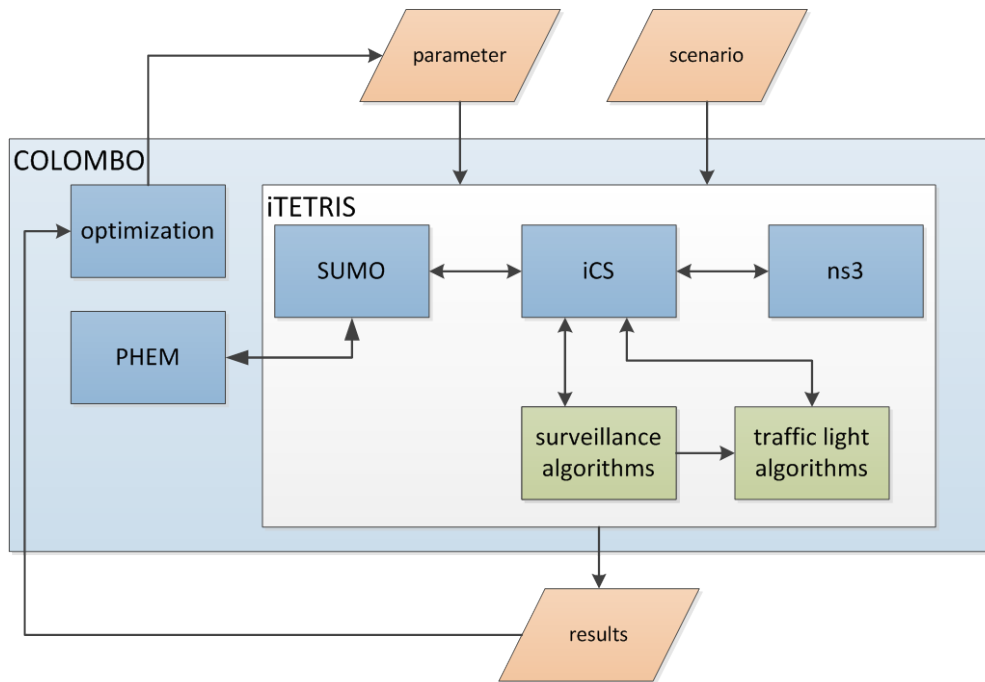 parameter
scenario
COLOMBO
optimization
iTETRIS
SUMO
iCS
ns3
PHEM
surveillance
algorithms
traffic light
algorithms
results